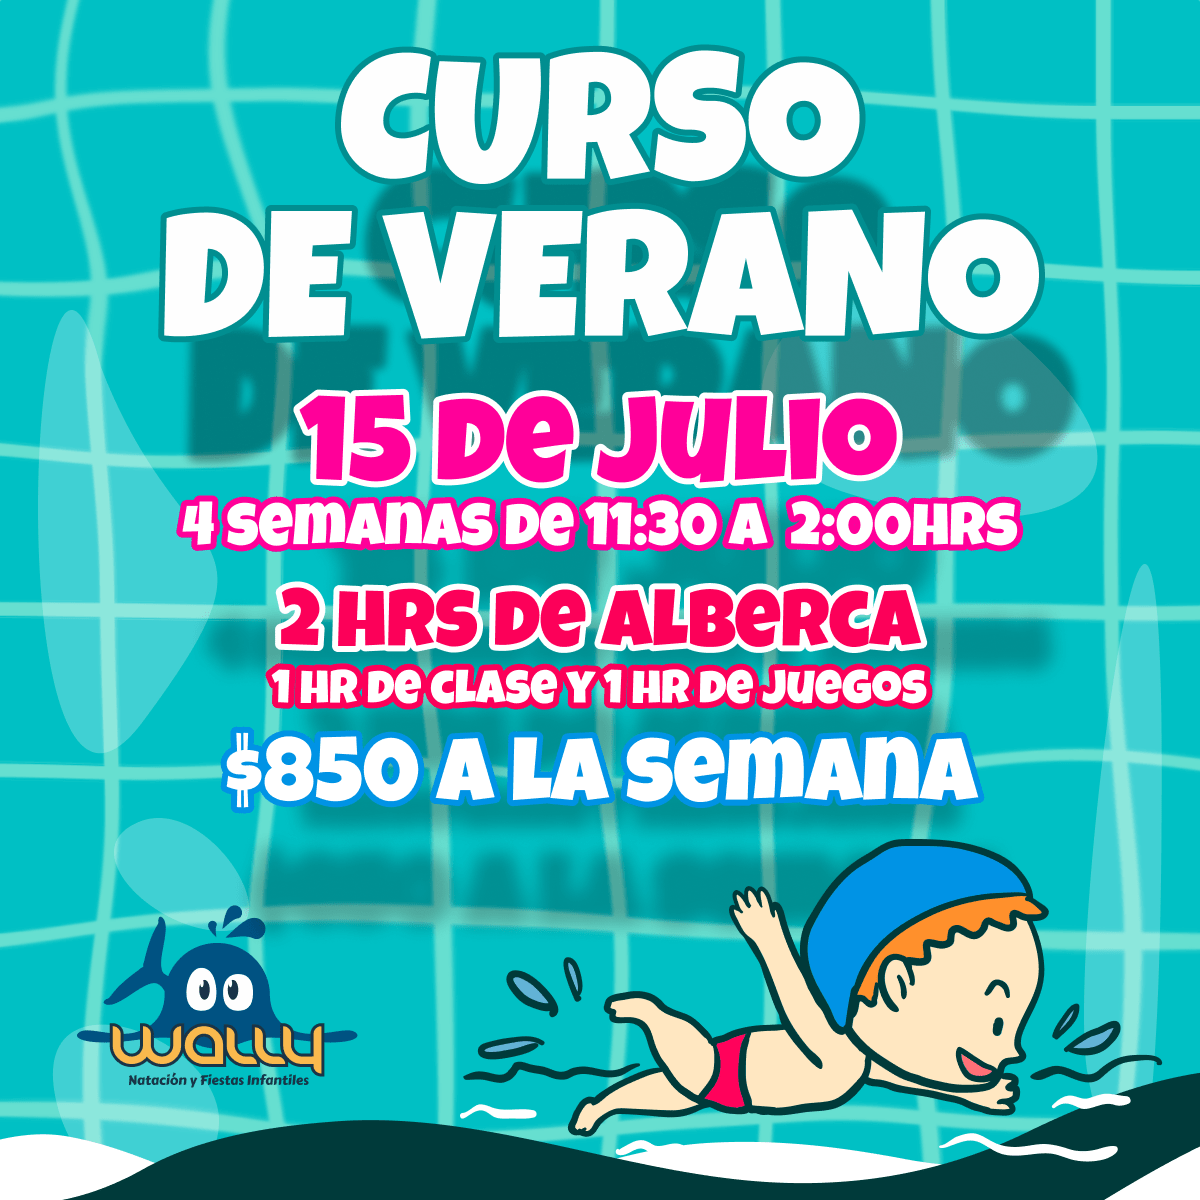 CURSO
DE VERANO
15 DE JULIO
4 SEMANAS DE 11:30 A 2:00HRS
2 HRS DE ALBERCA
1 HR DE CLASE Y 1 HR DE JUEGOS
$850 A LA SEMANA
WALLY
Natación y Fiestas Infantiles